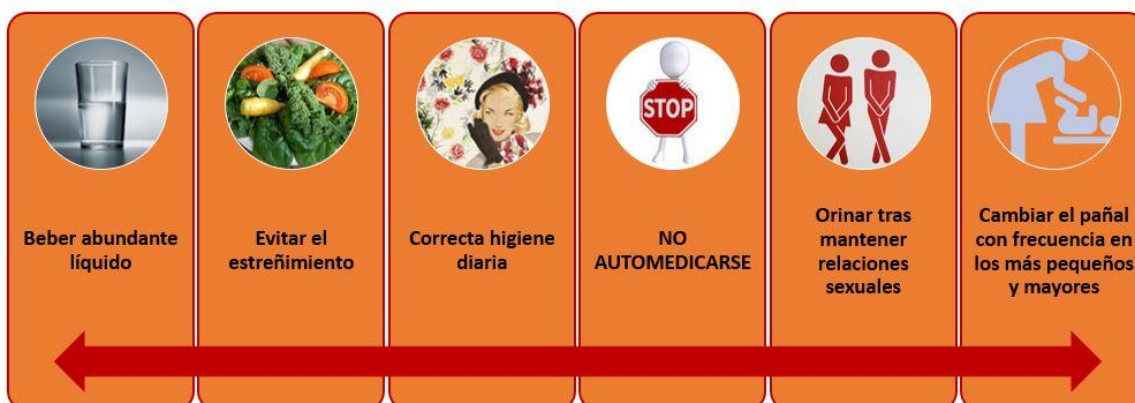 Beber abundante
líquido
Evitar el
estreñimiento
Correcta higiene
diaria
STOP
NO
AUTOMEDICARSE
Orinar tras
mantener
relaciones
sexuales
Cambiar el pañal
con frecuencia en
los más pequeños
y mayores